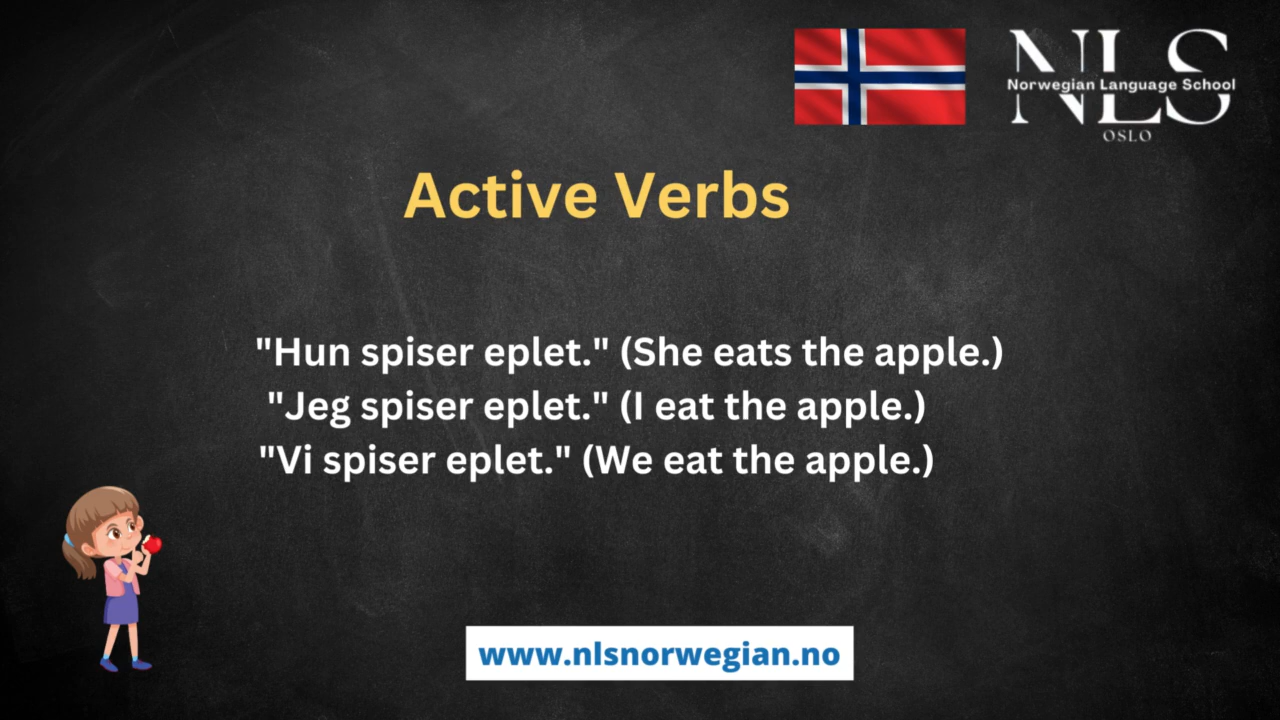 NLS
Norwegian Language School
OSLO
Active Verbs
"Hun spiser eplet." (She eats the apple.)
"Jeg spiser eplet." (I eat the apple.)
"Vi spiser eplet." (We eat the apple.)
www.nlsnorwegian.no